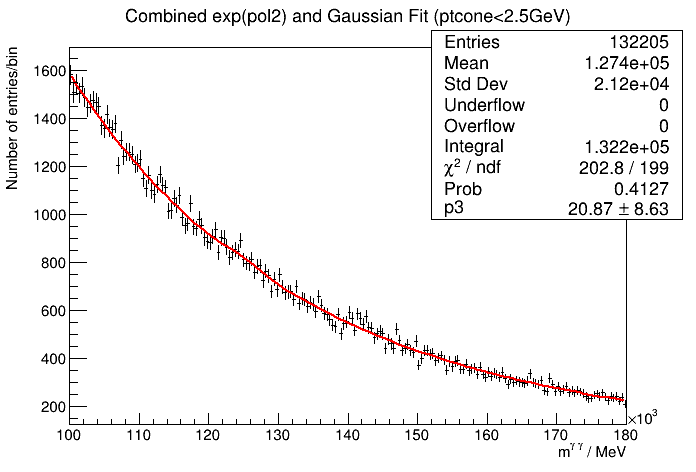 Combined exp(pol2) and Gaussian Fit (ptcone<2.5GeV)
Entries 132205
Mean 1.274e+05
Std Dev 2.12e+04
Underflow 0
Overflow 0
Integral 1.322e+05
χ² / ndf 202.8 / 199
Prob 0.4127
p3 20.87 ± 8.63
Number of entries/bin
1600
1400
1200
1000
800
600
400
200
100 110 120 130 140 150 160 170 180
×10³
m^γγ / MeV